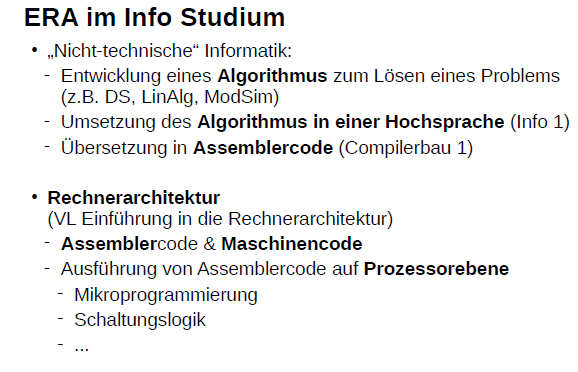 ERA im Info Studium
• „Nicht-technische“ Informatik:
- Entwicklung eines Algorithmus zum Lösen eines Problems
(z.B. DS, LinAlg, ModSim)
- Umsetzung des Algorithmus in einer Hochsprache (Info 1)
- Übersetzung in Assemblercode (Compilerbau 1)
• Rechnerarchitektur
(VL Einführung in die Rechnerarchitektur)
- Assemblercode & Maschinencode
- Ausführung von Assemblercode auf Prozessorebene
- Mikroprogrammierung
- Schaltungslogik
- ...